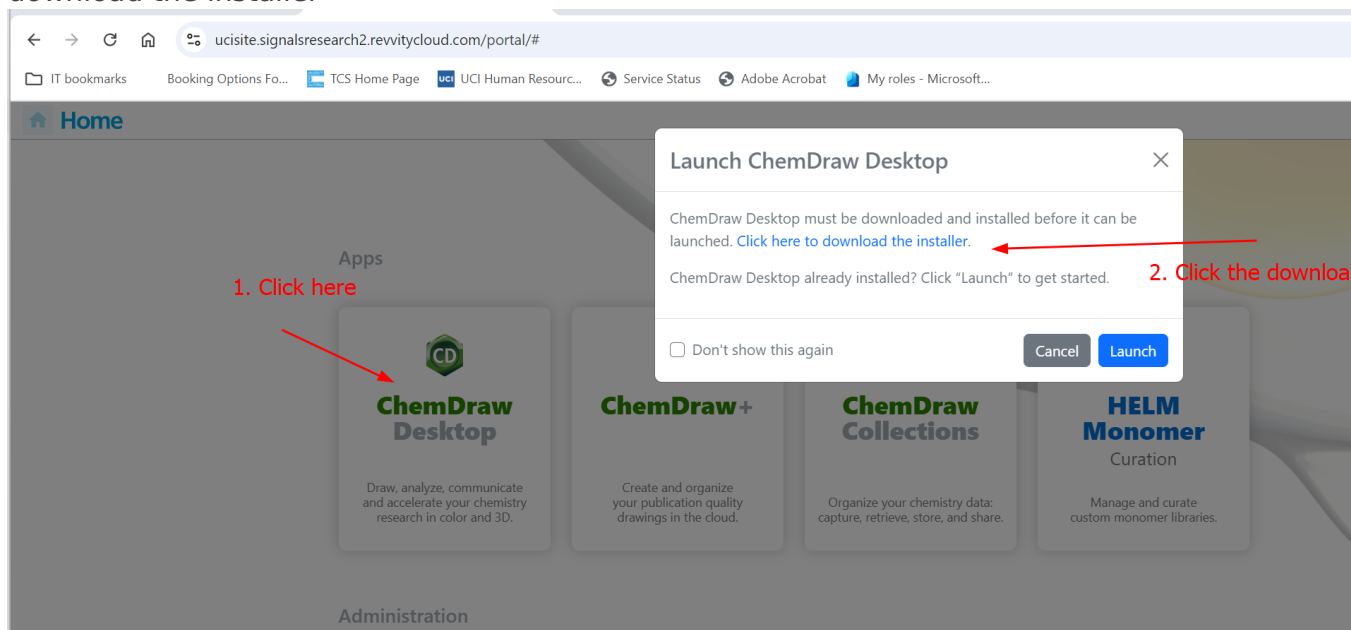 download the installer
ucisite.signalsresearch2.revvitycloud.com/portal/#
IT bookmarks Booking Options Fo... TCS Home Page UCI UCI Human Resourc... Service Status Adobe Acrobat My roles - Microsoft...
Home
Launch ChemDraw Desktop
ChemDraw Desktop must be downloaded and installed before it can be
launched. Click here to download the installer.
ChemDraw Desktop already installed? Click “Launch“ to get started.
Don't show this again
Cancel Launch
2. Click the downloa
Apps
1. Click here
CD
ChemDraw
Desktop
Draw, analyze, communicate
and accelerate your chemistry
research in color and 3D.
ChemDraw+
Create and organize
your publication quality
drawings in the cloud.
ChemDraw
Collections
Organize your chemistry data:
capture, retrieve, store, and share.
HELM
Monomer
Curation
Manage and curate
custom monomer libraries.
Administration